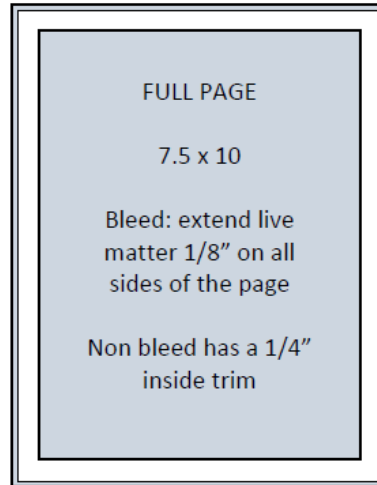 FULL PAGE
7.5 x 10
Bleed: extend live
matter 1/8” on all
sides of the page
Non bleed has a 1/4”
inside trim